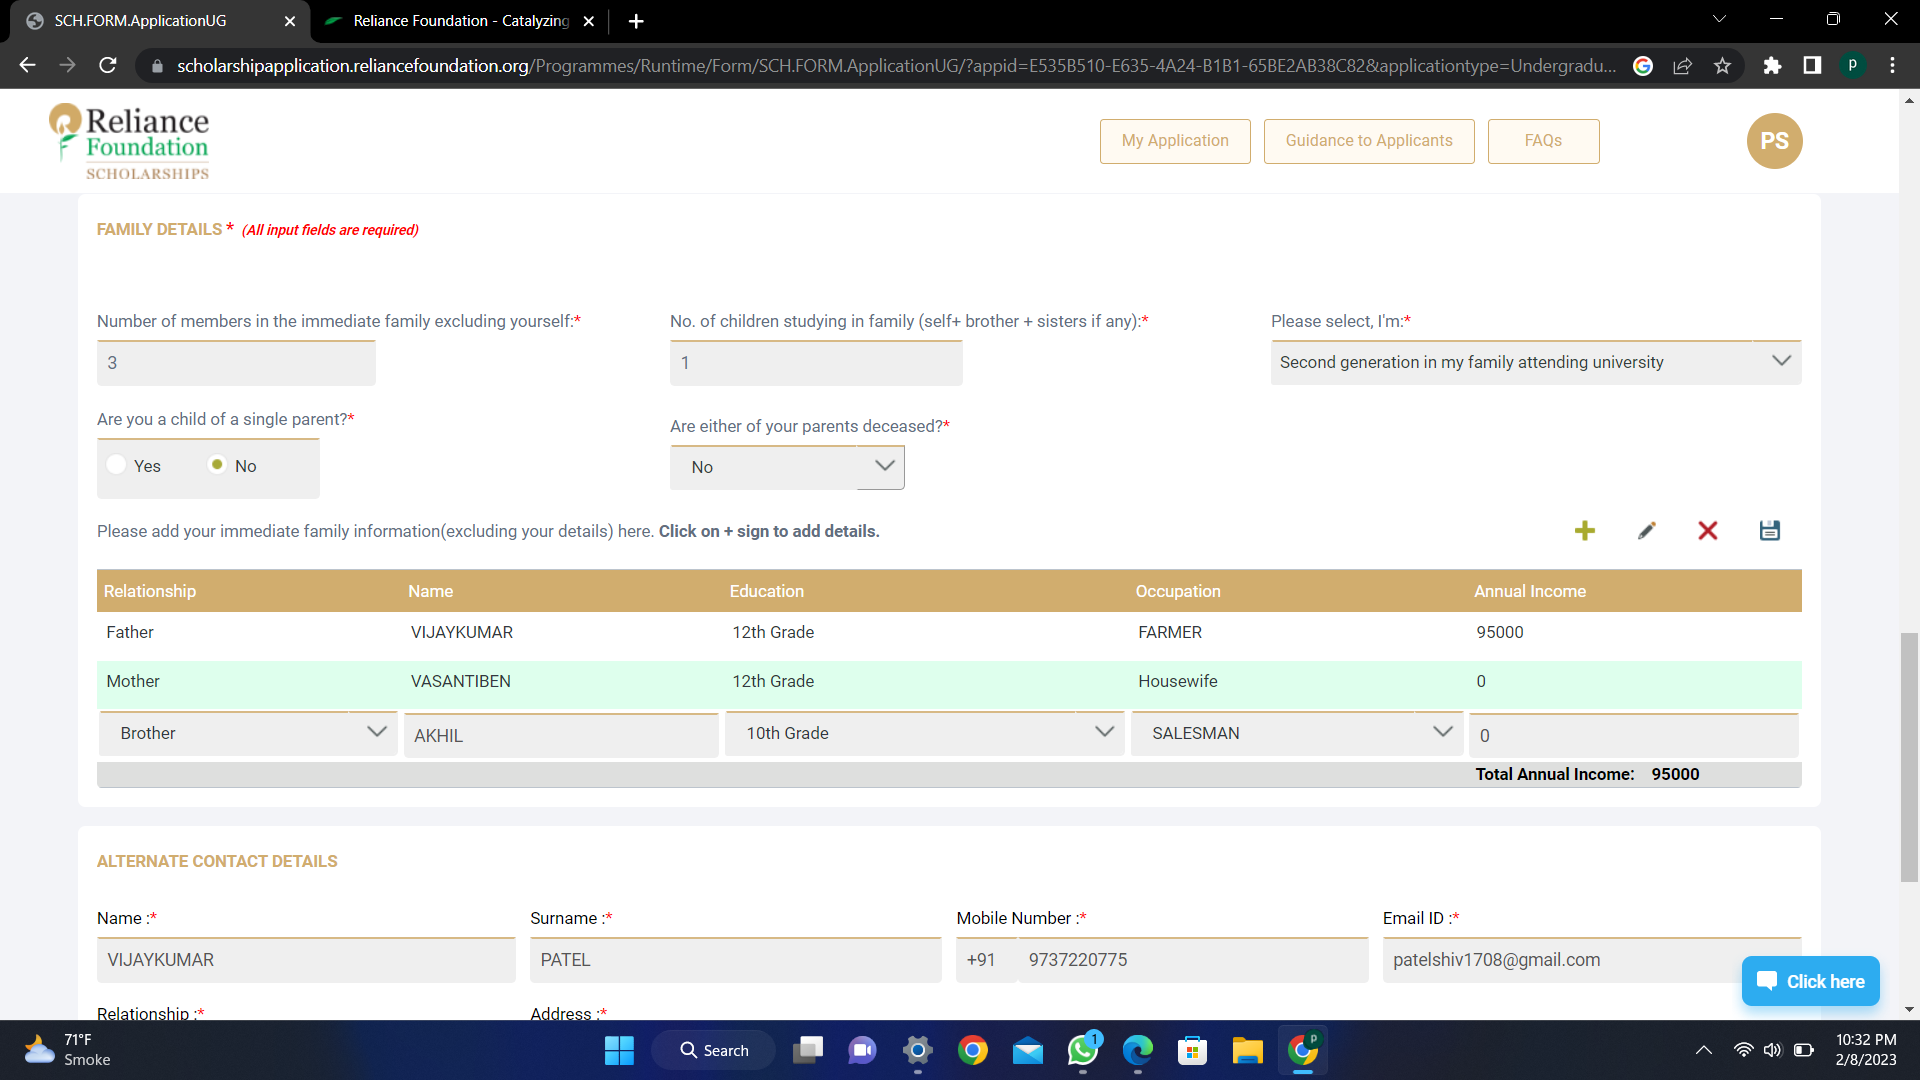 SCH.FORM.ApplicationUG
Reliance Foundation - Catalyzing
scholarshipapplication.reliancefoundation.org/Programmes/Runtime/Form/SCH.FORM.ApplicationUG/?appid=E535B510-E635-4A24-B1B1-65BE2AB38C82&applicationtype=Undergradu...
P
Reliance
Foundation
SCHOLARSHIPS
My Application
Guidance to Applicants
FAQs
PS
FAMILY DETAILS * (All input fields are required)
Number of members in the immediate family excluding yourself:*
No. of children studying in family (self+ brother + sisters if any):*
Please select, I'm:*
3
1
Second generation in my family attending university
Are you a child of a single parent?*
Are either of your parents deceased?*
Yes
No
No
Please add your immediate family information(excluding your details) here. Click on + sign to add details.
Relationship Name Education Occupation Annual Income
Father VIJAYKUMAR 12th Grade FARMER 95000
Mother VASANTIBEN 12th Grade Housewife 0
Brother AKHIL 10th Grade SALESMAN 0
Total Annual Income: 95000
ALTERNATE CONTACT DETAILS
Name :* Surname :* Mobile Number :* Email ID :*
VIJAYKUMAR PATEL +91 9737220775 patelshiv1708@gmail.com
Click here
Relationship :* Address :*
71°F
Smoke
Search
1
P
10:32 PM
2/8/2023